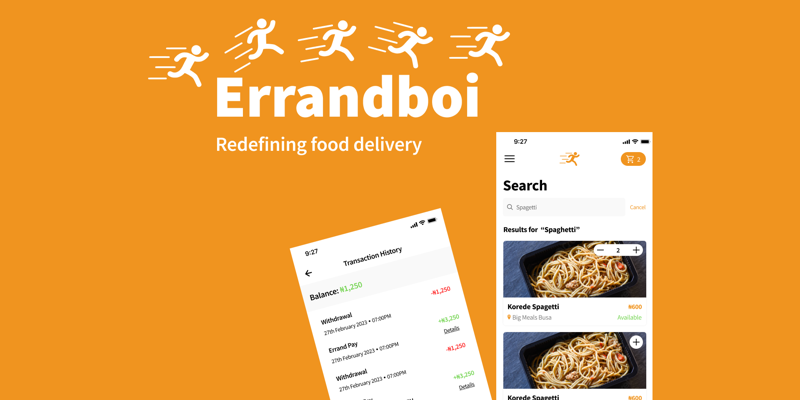 Errandboi
Redefining food delivery
9:27
Transaction History
Balance: ₦1,250
Withdrawal
-₦1,250
27th February 2023 • 07:00PM
Errand Pay
+₦3,250
27th February 2023 • 07:00PM
Details
Withdrawal
-₦1,250
27th February 2023 • 07:00PM
+₦3,250
Details
9:27
2
Search
Spagetti
Cancel
Results for “Spaghetti”
2
Korede Spagetti
₦600
Big Meals Busa
Available
Korede Spagetti
₦600